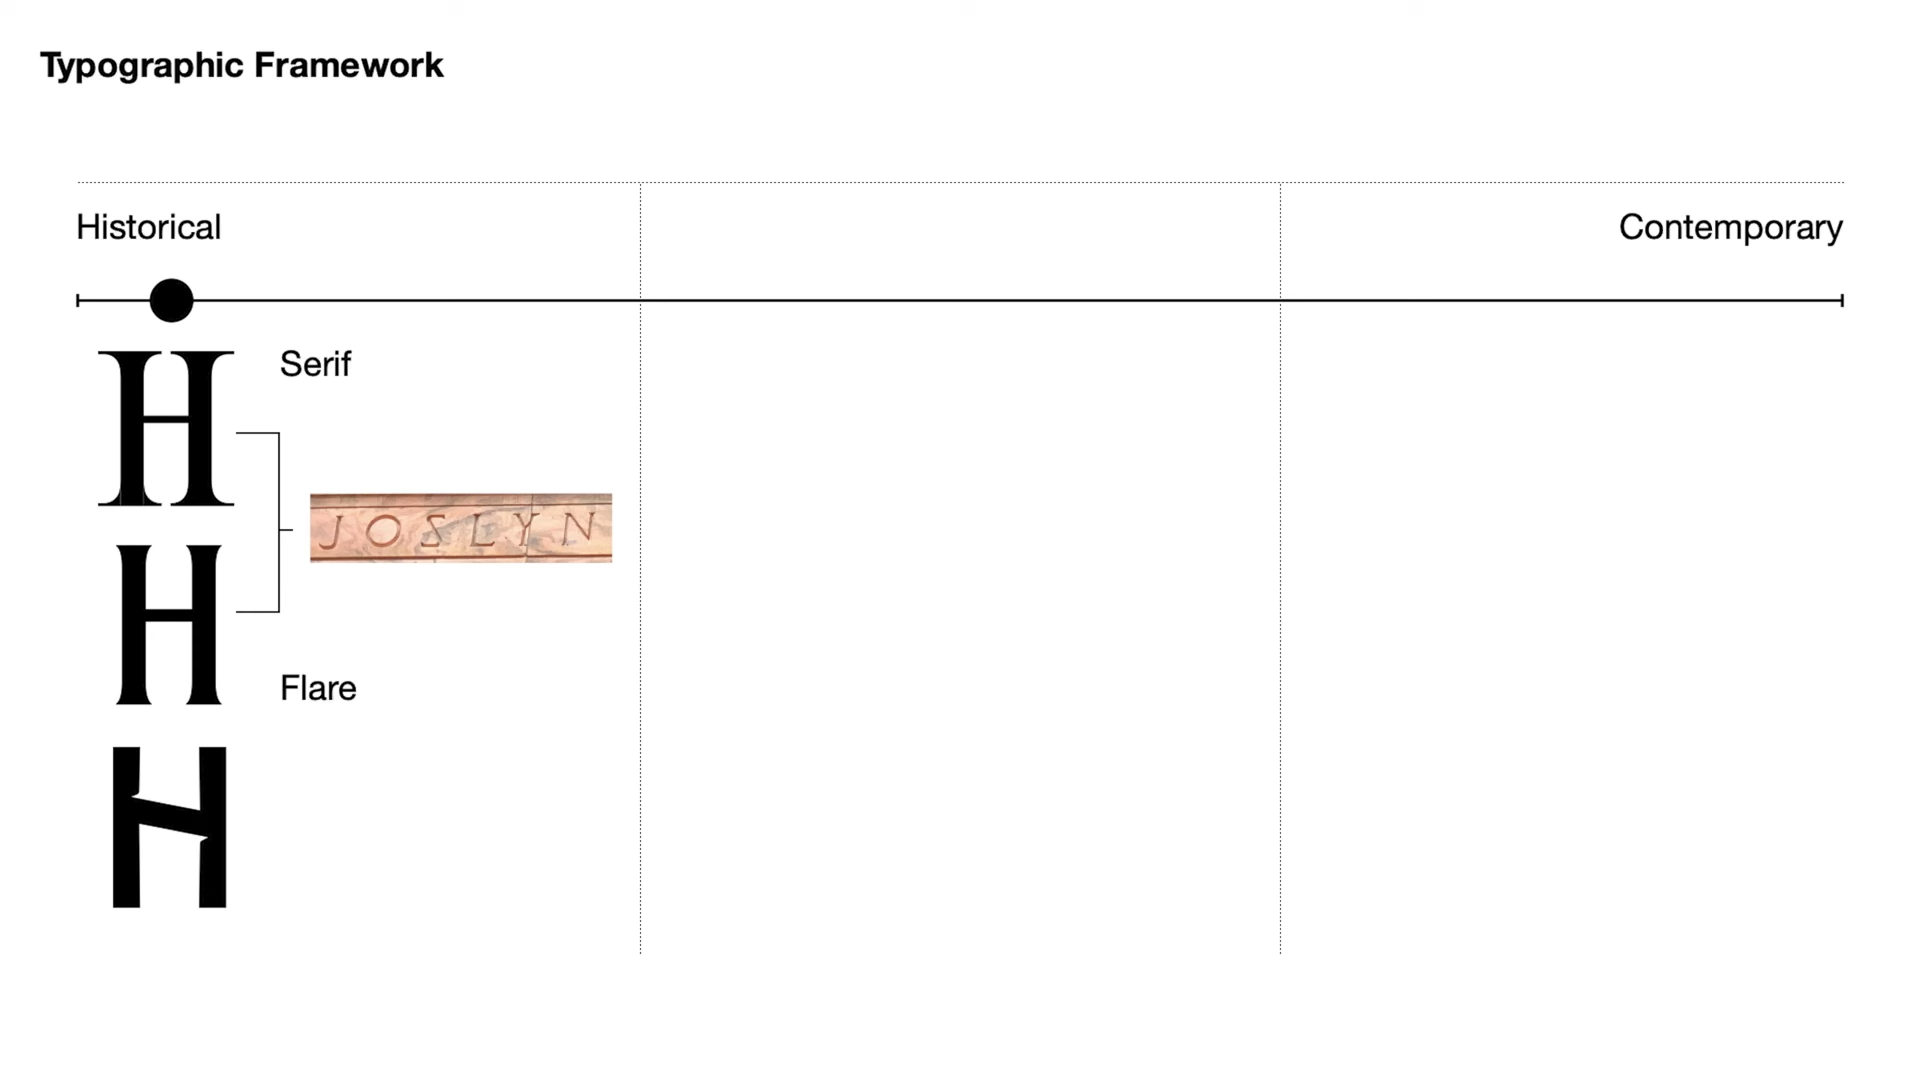 Typographic Framework
Historical
Contemporary
H
Serif
JOSLYN
H
Flare
H